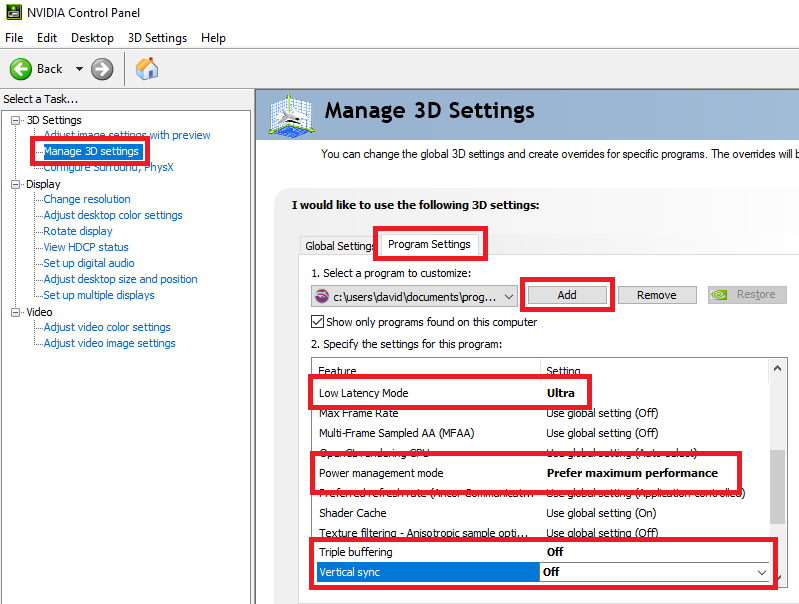 NVIDIA Control Panel
File Edit Desktop 3D Settings Help
Back
Select a Task...
3D Settings
Adjust image settings with preview
Manage 3D settings
Configure Surround, PhysX
Display
Change resolution
Adjust desktop color settings
Rotate display
View HDCP status
Set up digital audio
Adjust desktop size and position
Set up multiple displays
Video
Adjust video color settings
Adjust video image settings
Manage 3D Settings
You can change the global 3D settings and create overrides for specific programs. The overrides will b
I would like to use the following 3D settings:
Global Settings Program Settings
1. Select a program to customize:
c:\users\david\documents\prog... Add Remove Restore
Show only programs found on this computer
2. Specify the settings for this program:
Feature Setting
Low Latency Mode Ultra
Max Frame Rate Use global setting (Off)
Multi-Frame Sampled AA (MFAA) Use global setting (Off)
OpenGL rendering GPU Use global setting (Auto-select)
Power management mode Prefer maximum performance
Preferred refresh rate (Ancor Communicat... Use global setting (Application-controlled)
Shader Cache Use global setting (On)
Texture filtering - Anisotropic sample opti... Use global setting (Off)
Triple buffering Off
Vertical sync Off